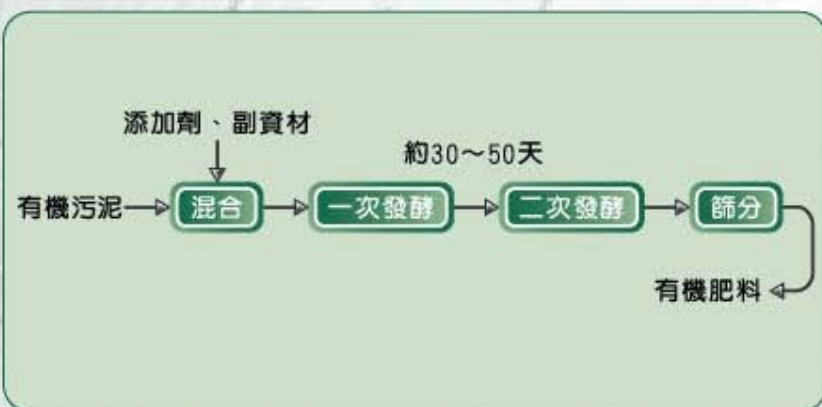 添加劑、副資材
約30～50天
有機污泥
混合
一次發酵
二次發酵
篩分
有機肥料